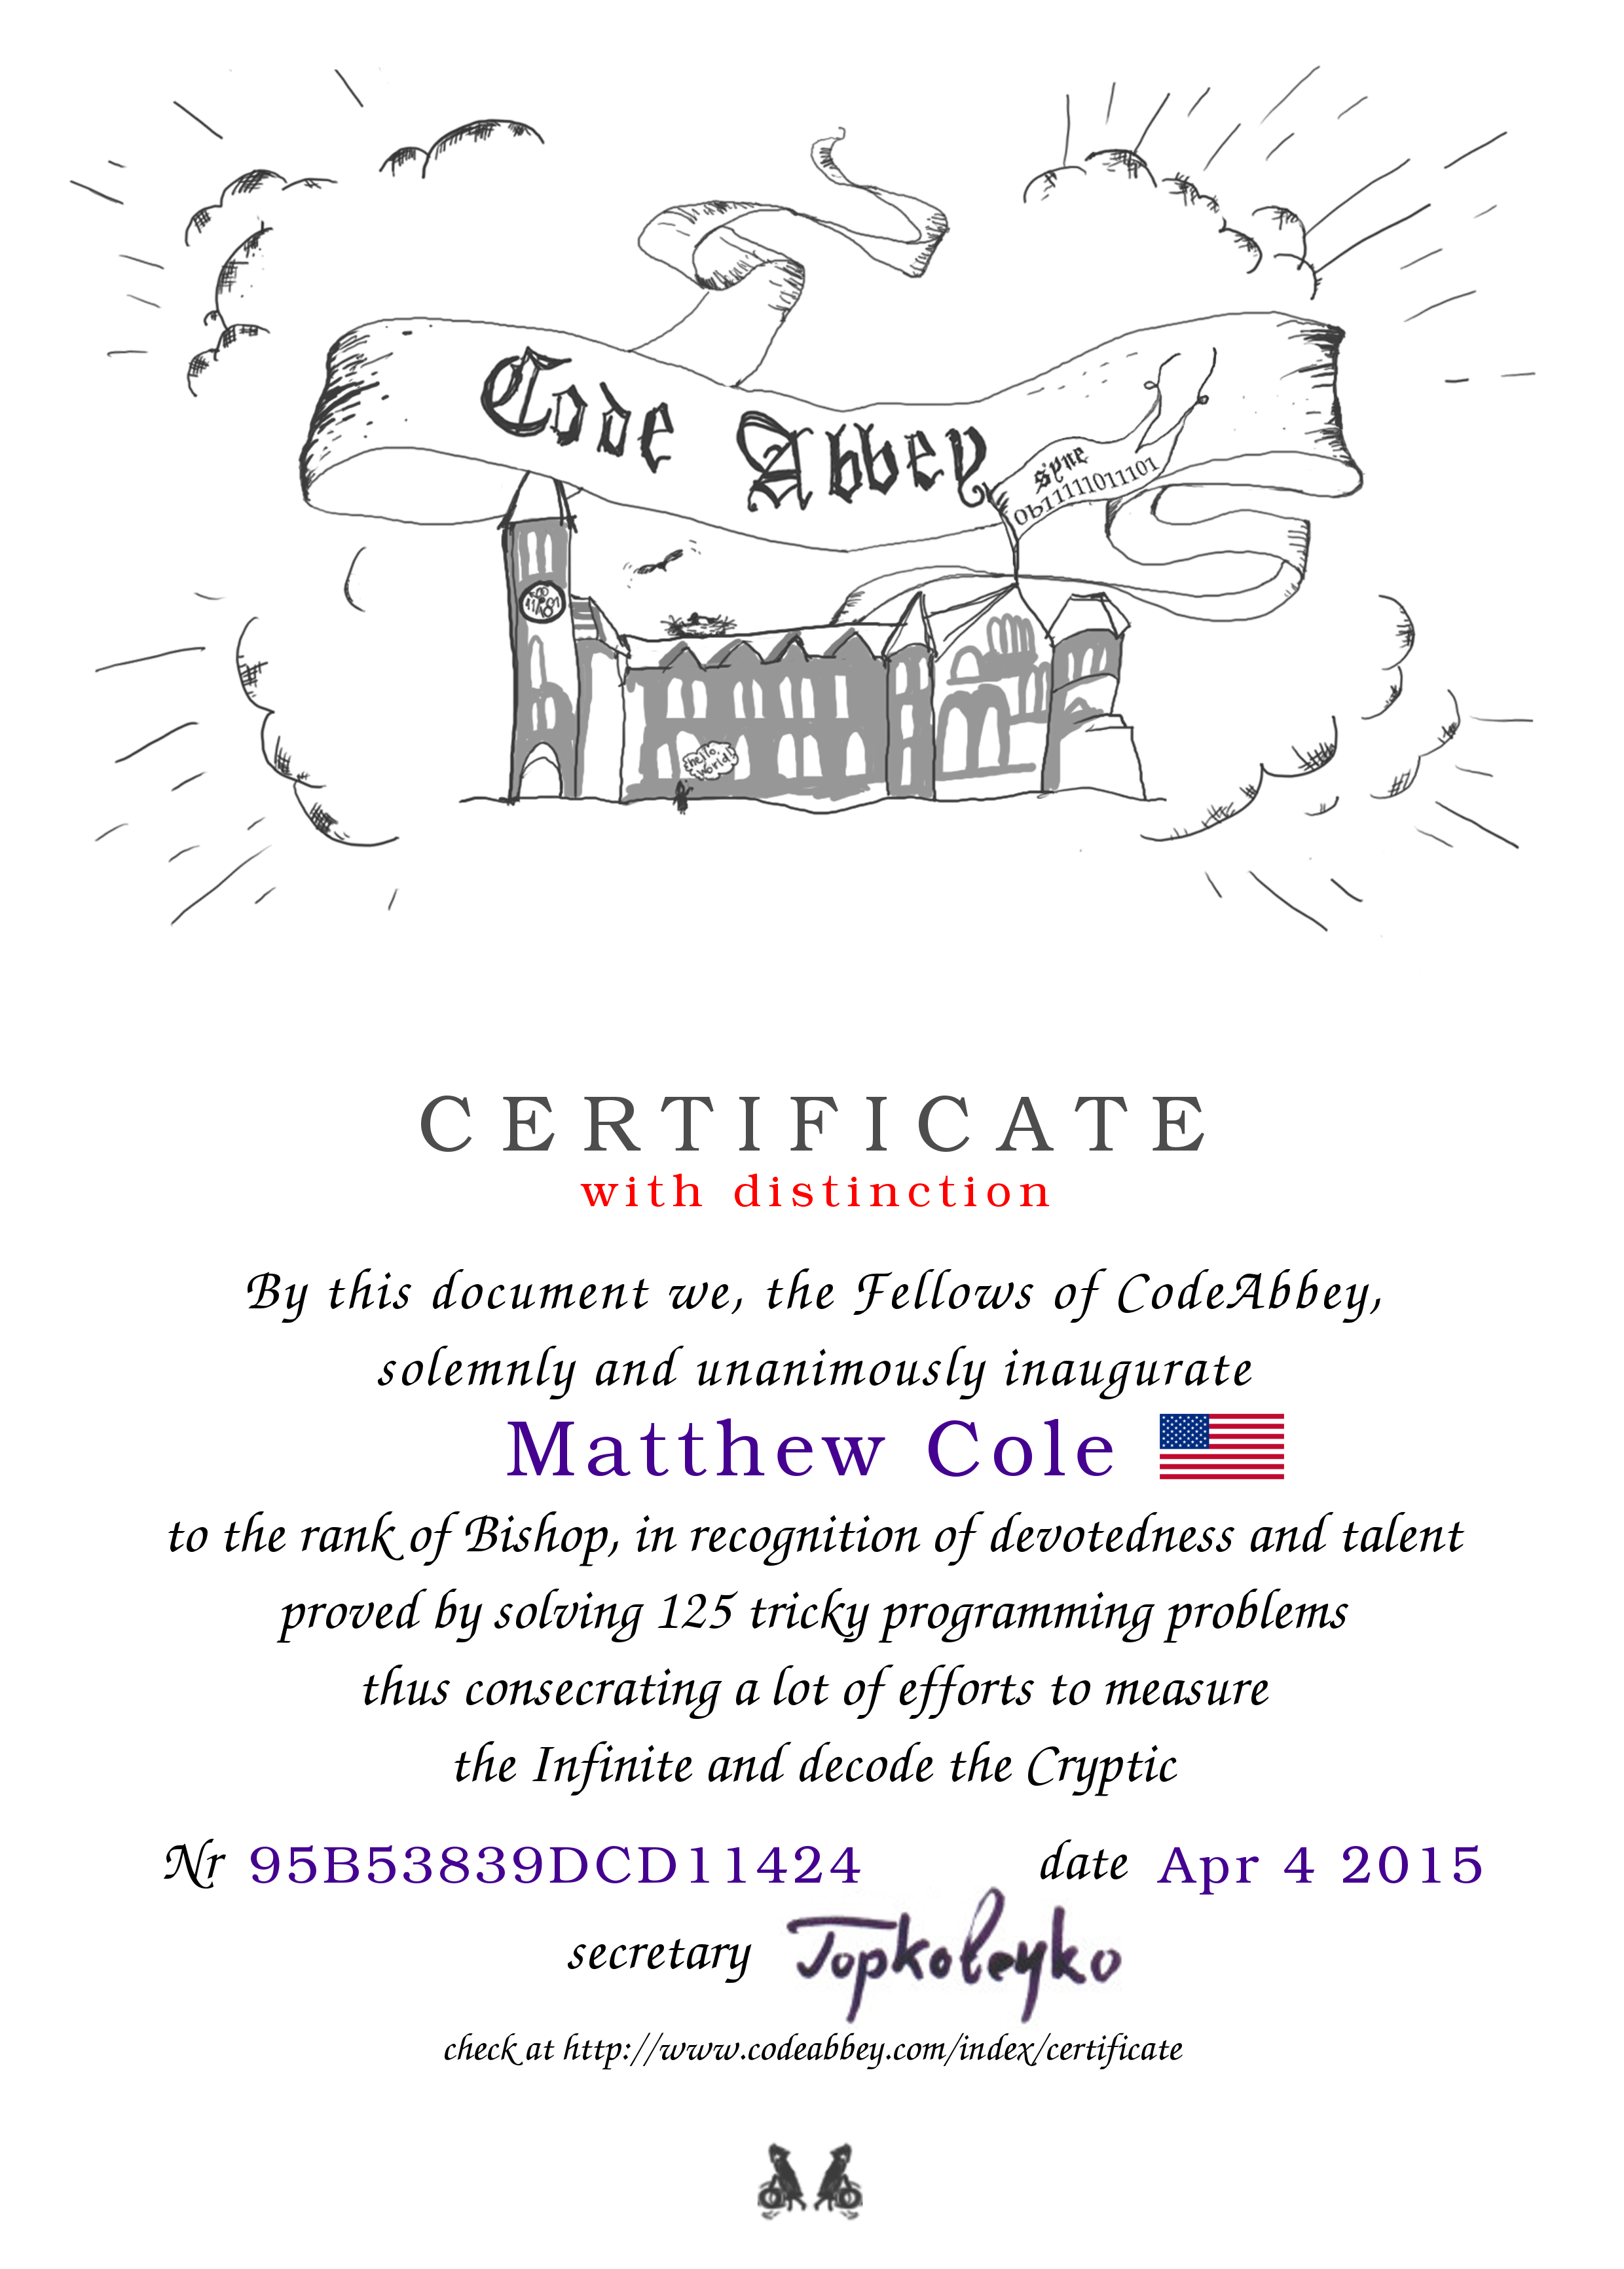 Code Abbey
syne
0b11111011101
hello,
world!
CERTIFICATE
with distinction
By this document we, the Fellows of CodeAbbey,
solemnly and unanimously inaugurate
Matthew Cole
to the rank of Bishop, in recognition of devotedness and talent
proved by solving 125 tricky programming problems
thus consecrating a lot of efforts to measure
the Infinite and decode the Cryptic
Nr 95B53839DCD11424 date Apr 4 2015
secretary
check at http://www.codeabbey.com/index/certificate